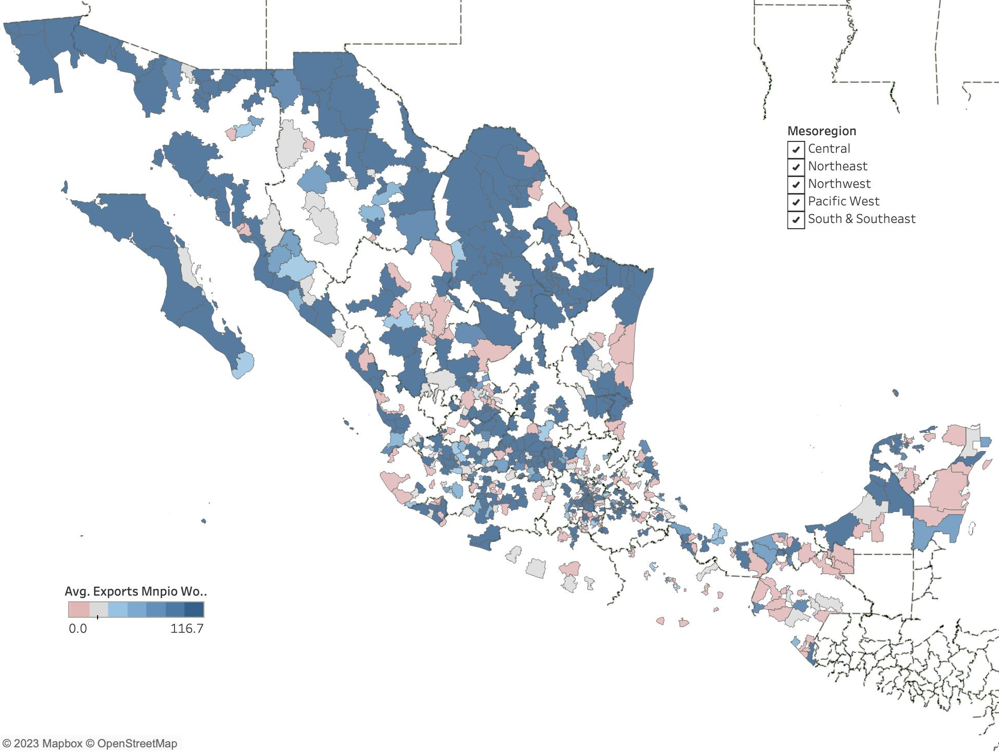 Mesoregion
Central
Northeast
Northwest
Pacific West
South & Southeast
Avg. Exports Mnpio Wo..
0.0 116.7
© 2023 Mapbox © OpenStreetMap